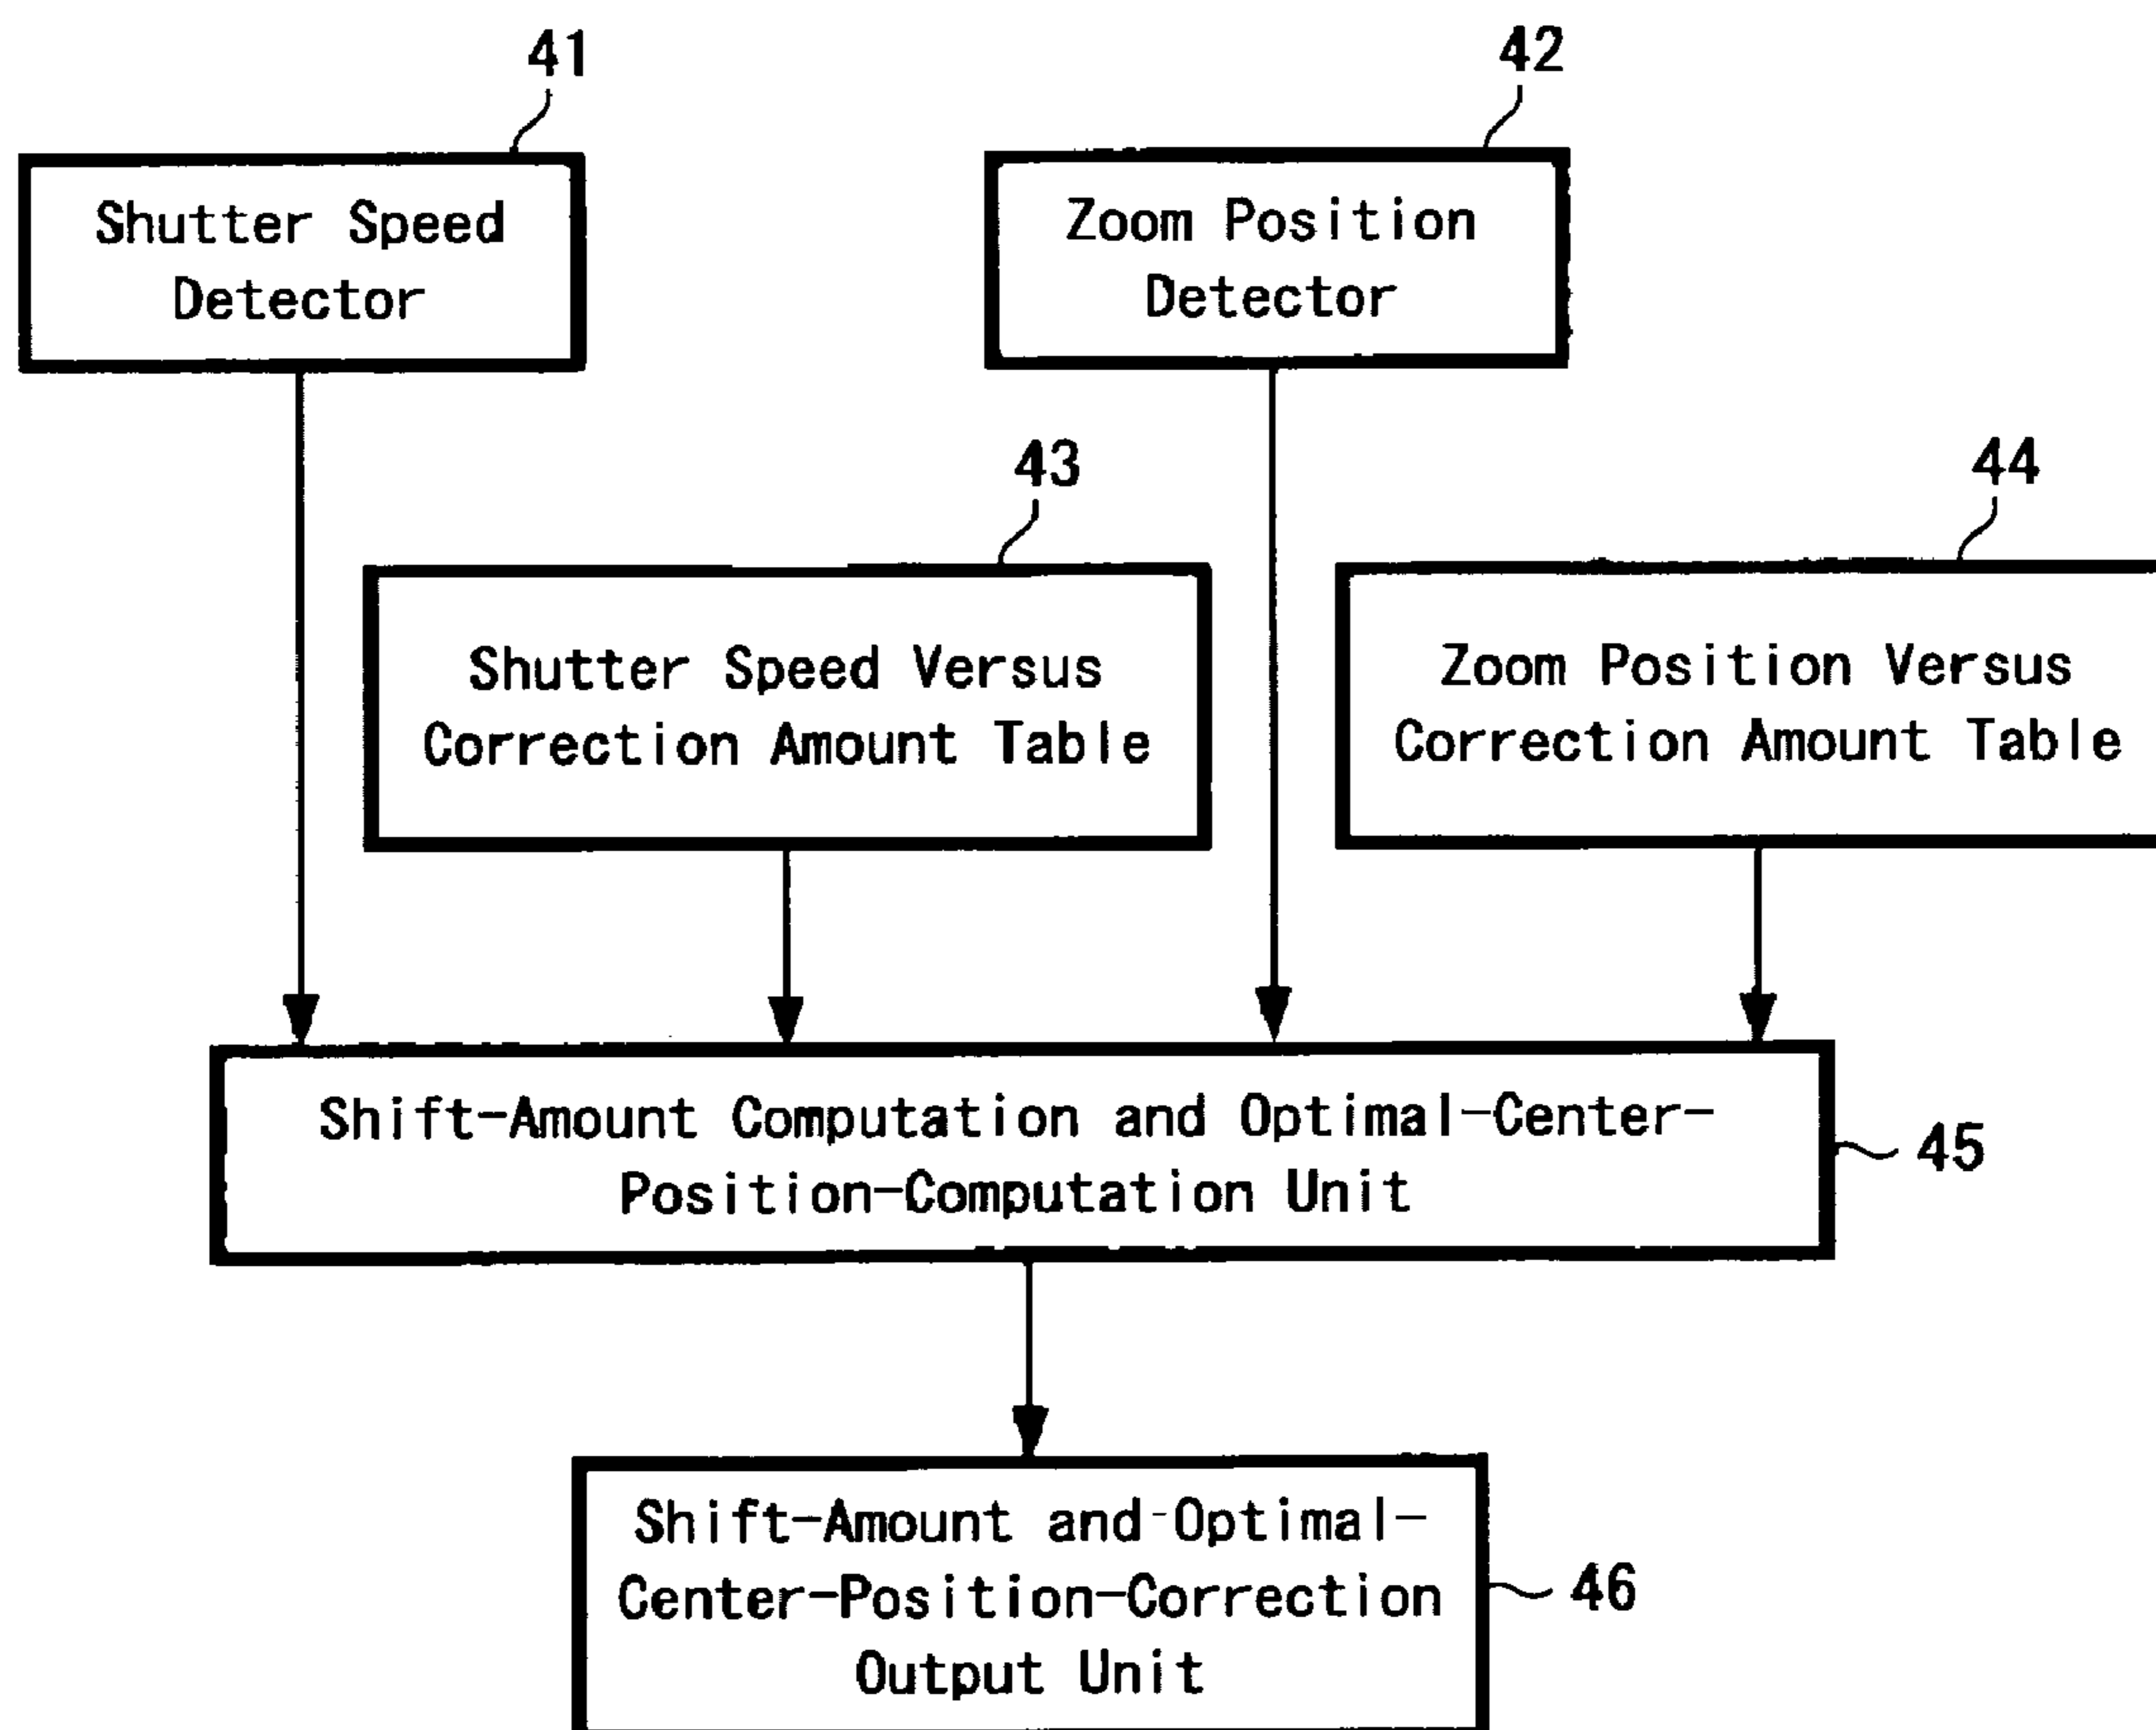 41
Shutter Speed
Detector
42
Zoom Position
Detector
43
Shutter Speed Versus
Correction Amount Table
44
Zoom Position Versus
Correction Amount Table
Shift-Amount Computation and Optimal-Center-
Position-Computation Unit
45
Shift-Amount and-Optimal-
Center-Position-Correction
Output Unit
46